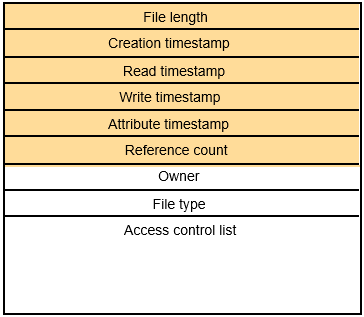 File length
Creation timestamp
Read timestamp
Write timestamp
Attribute timestamp
Reference count
Owner
File type
Access control list